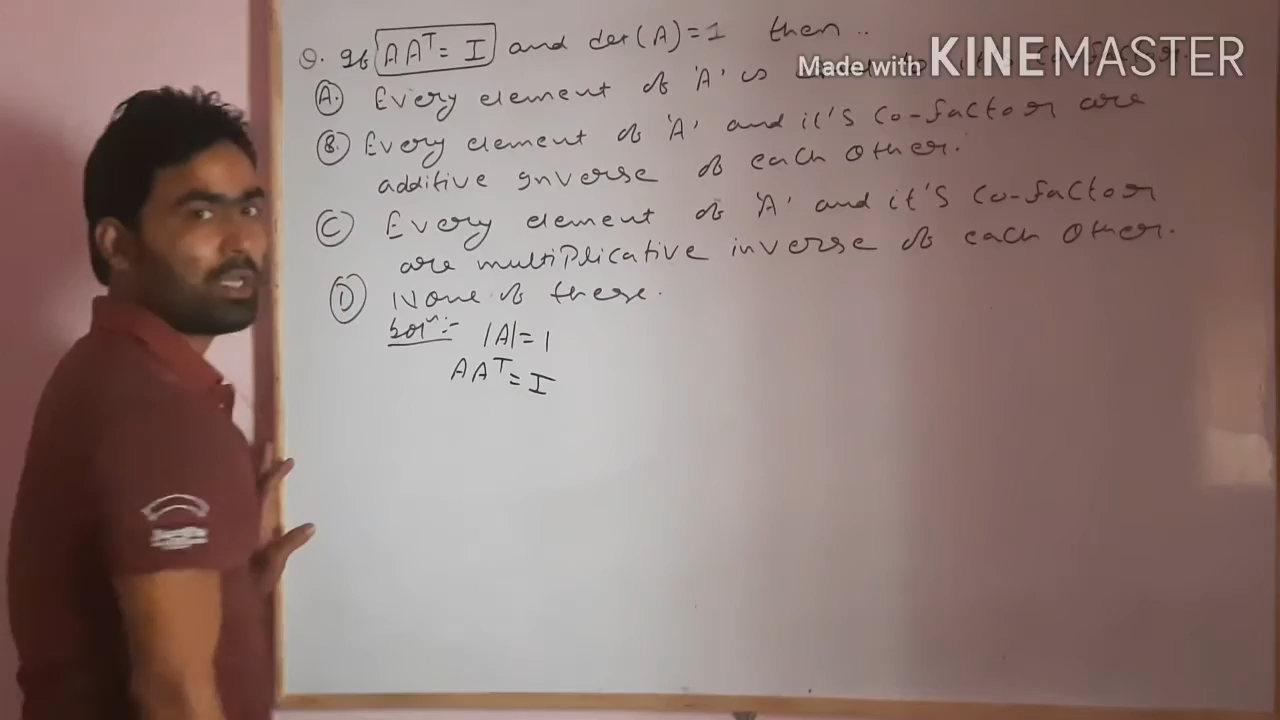 Q. If AAᵀ = I and det(A) = 1 then..
Made with KINEMASTER
(A.) Every element of 'A' is
(B.) Every element of 'A' and it's Co-factor are
additive inverse of each other.
(C) Every element of 'A' and it's Co-factor
are multiplicative inverse of each other.
(D) None of these.
Solⁿ:- |A| = 1
AAᵀ = I